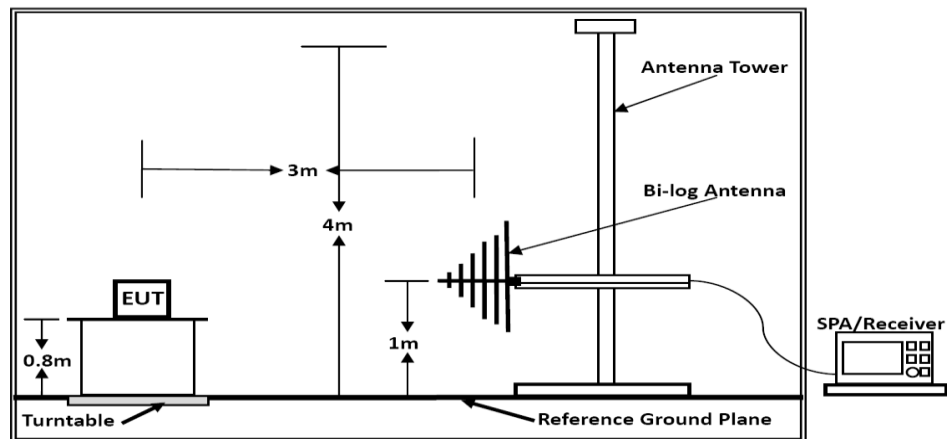 Antenna Tower
3m
Bi-log Antenna
4m
EUT
1m
SPA/Receiver
0.8m
Turntable
Reference Ground Plane